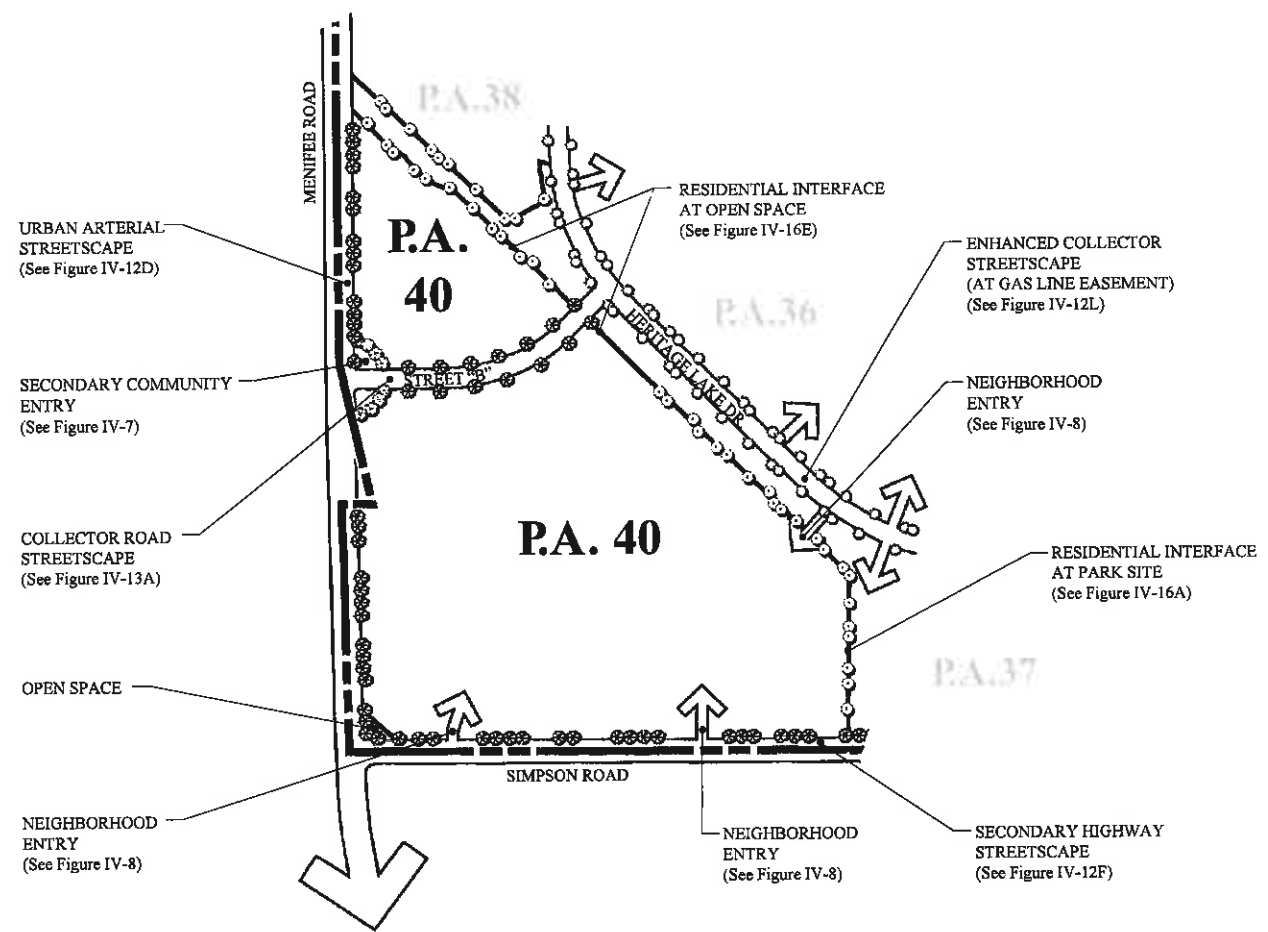 P.A.38
MENIFEE ROAD
RESIDENTIAL INTERFACE
AT OPEN SPACE
(See Figure IV-16E)
URBAN ARTERIAL
STREETSCAPE
(See Figure IV-12D)
P.A.
40
ENHANCED COLLECTOR
STREETSCAPE
(AT GAS LINE EASEMENT)
(See Figure IV-12L)
P.A.36
HERITAGE LAKE DR.
SECONDARY COMMUNITY
ENTRY
(See Figure IV-7)
STREET "B"
NEIGHBORHOOD
ENTRY
(See Figure IV-8)
COLLECTOR ROAD
STREETSCAPE
(See Figure IV-13A)
P.A. 40
RESIDENTIAL INTERFACE
AT PARK SITE
(See Figure IV-16A)
P.A.37
OPEN SPACE
SIMPSON ROAD
NEIGHBORHOOD
ENTRY
(See Figure IV-8)
NEIGHBORHOOD
ENTRY
(See Figure IV-8)
SECONDARY HIGHWAY
STREETSCAPE
(See Figure IV-12F)